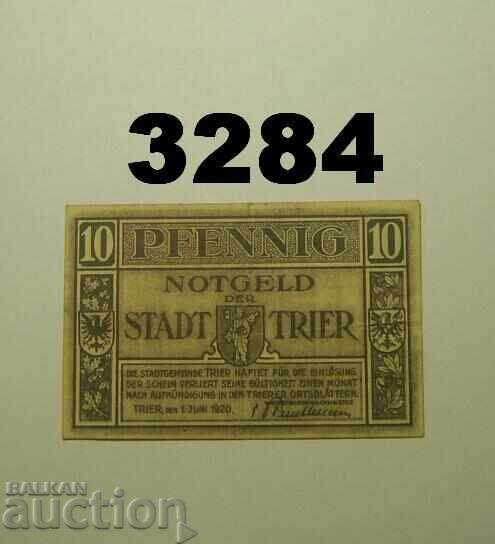 3284
10 PFENNIG 10
NOTGELD
DER
STADT TRIER
DIE STADTGEMEINDE TRIER HAFTET FÜR DIE EINLÖSUNG
DER SCHEIN VERLIERT SEINE GÜLTIGKEIT EINEN MONAT
NACH AUFKÜNDIGUNG IN DEN TRIERER ORTSBLÄTTERN.
TRIER, DEN 1. JUNI 1920.
BALKAN
auction